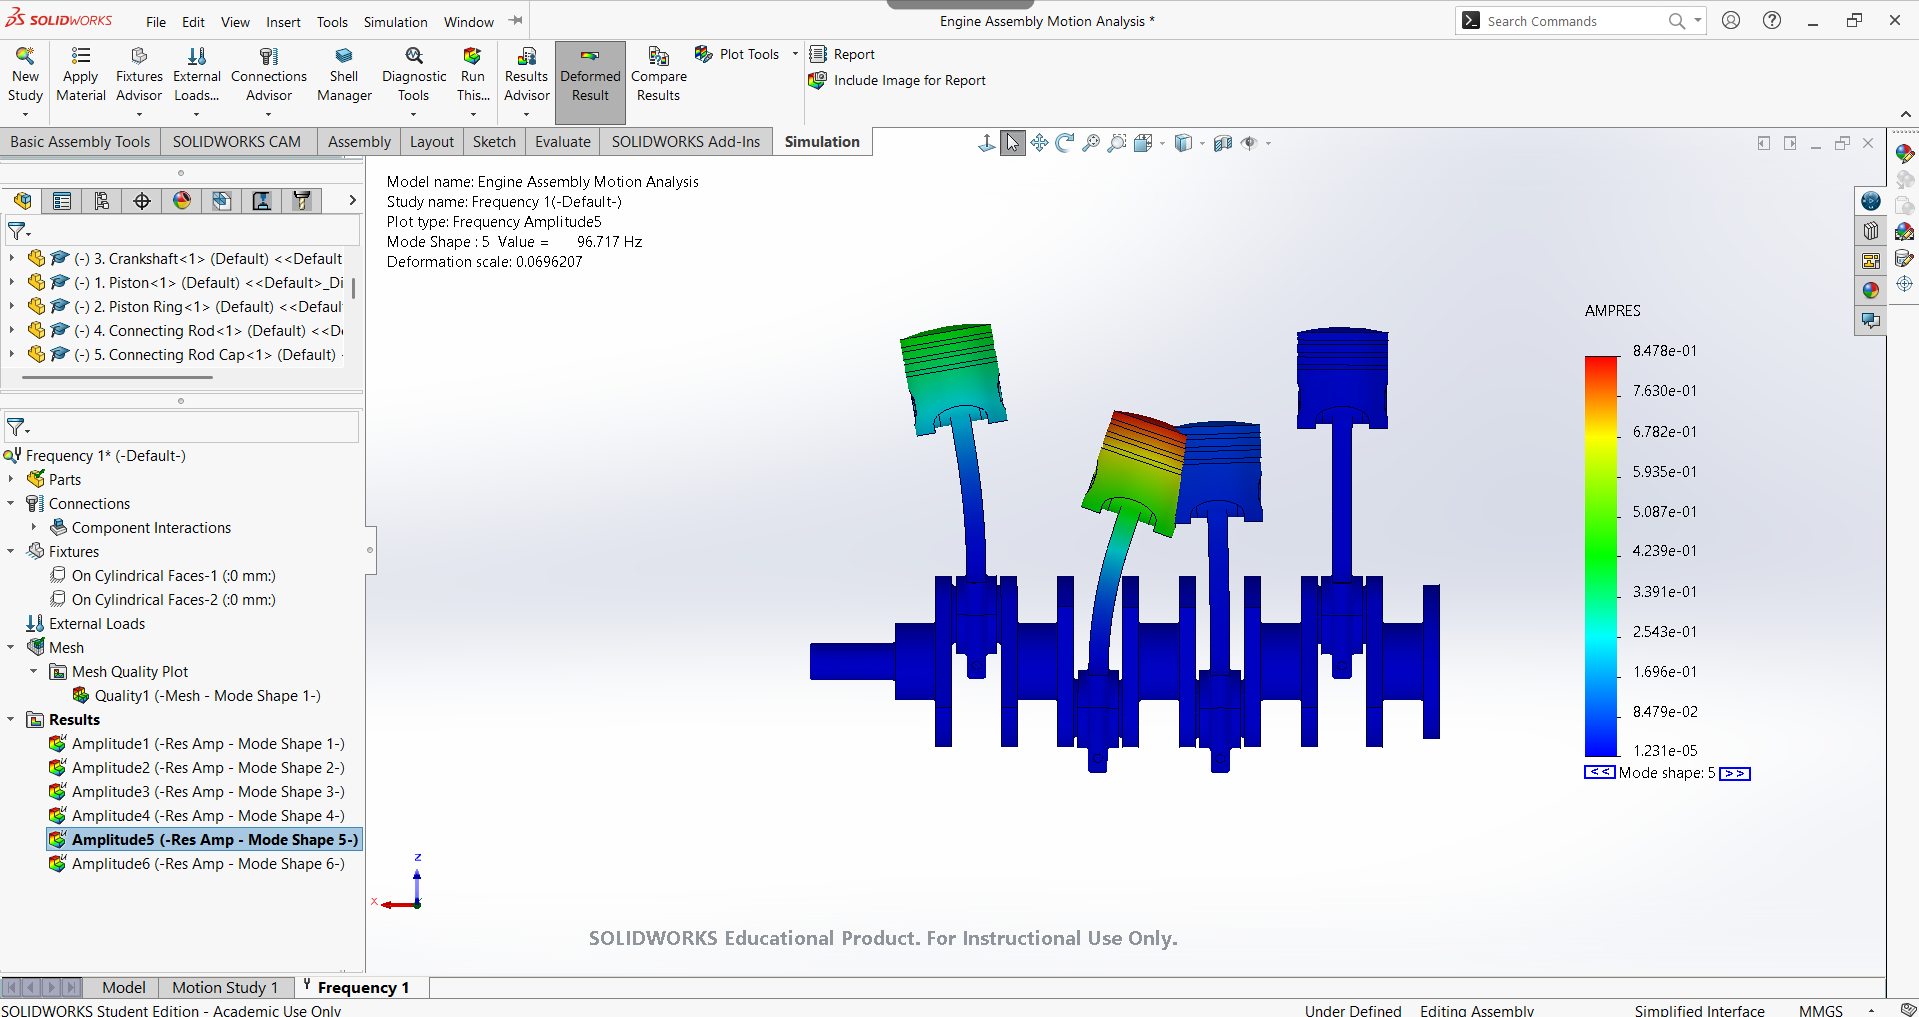 SOLIDWORKS File Edit View Insert Tools Simulation Window
Engine Assembly Motion Analysis *
Search Commands
New Study
Apply Material
Fixtures Advisor
External Loads...
Connections Advisor
Shell Manager
Diagnostic Tools
Run This...
Results Advisor
Deformed Result
Compare Results
Plot Tools
Report
Include Image for Report
Basic Assembly Tools SOLIDWORKS CAM Assembly Layout Sketch Evaluate SOLIDWORKS Add-Ins Simulation
(-) 3. Crankshaft<1> (Default) <<Default
(-) 1. Piston<1> (Default) <<Default>_Di
(-) 2. Piston Ring<1> (Default) <<Defaul
(-) 4. Connecting Rod<1> (Default) <<De
(-) 5. Connecting Rod Cap<1> (Default)
Frequency 1* (-Default-)
Parts
Connections
Component Interactions
Fixtures
On Cylindrical Faces-1 (:0 mm:)
On Cylindrical Faces-2 (:0 mm:)
External Loads
Mesh
Mesh Quality Plot
Quality1 (-Mesh - Mode Shape 1-)
Results
Amplitude1 (-Res Amp - Mode Shape 1-)
Amplitude2 (-Res Amp - Mode Shape 2-)
Amplitude3 (-Res Amp - Mode Shape 3-)
Amplitude4 (-Res Amp - Mode Shape 4-)
Amplitude5 (-Res Amp - Mode Shape 5-)
Amplitude6 (-Res Amp - Mode Shape 6-)
Model name: Engine Assembly Motion Analysis
Study name: Frequency 1(-Default-)
Plot type: Frequency Amplitude5
Mode Shape : 5 Value = 96.717 Hz
Deformation scale: 0.0696207
AMPRES
8.478e-01
7.630e-01
6.782e-01
5.935e-01
5.087e-01
4.239e-01
3.391e-01
2.543e-01
1.696e-01
8.479e-02
1.231e-05
<< Mode shape: 5 >>
z
x
SOLIDWORKS Educational Product. For Instructional Use Only.
Model Motion Study 1 Frequency 1
SOLIDWORKS Student Edition - Academic Use Only
Under Defined Editing Assembly Simplified Interface MMGS